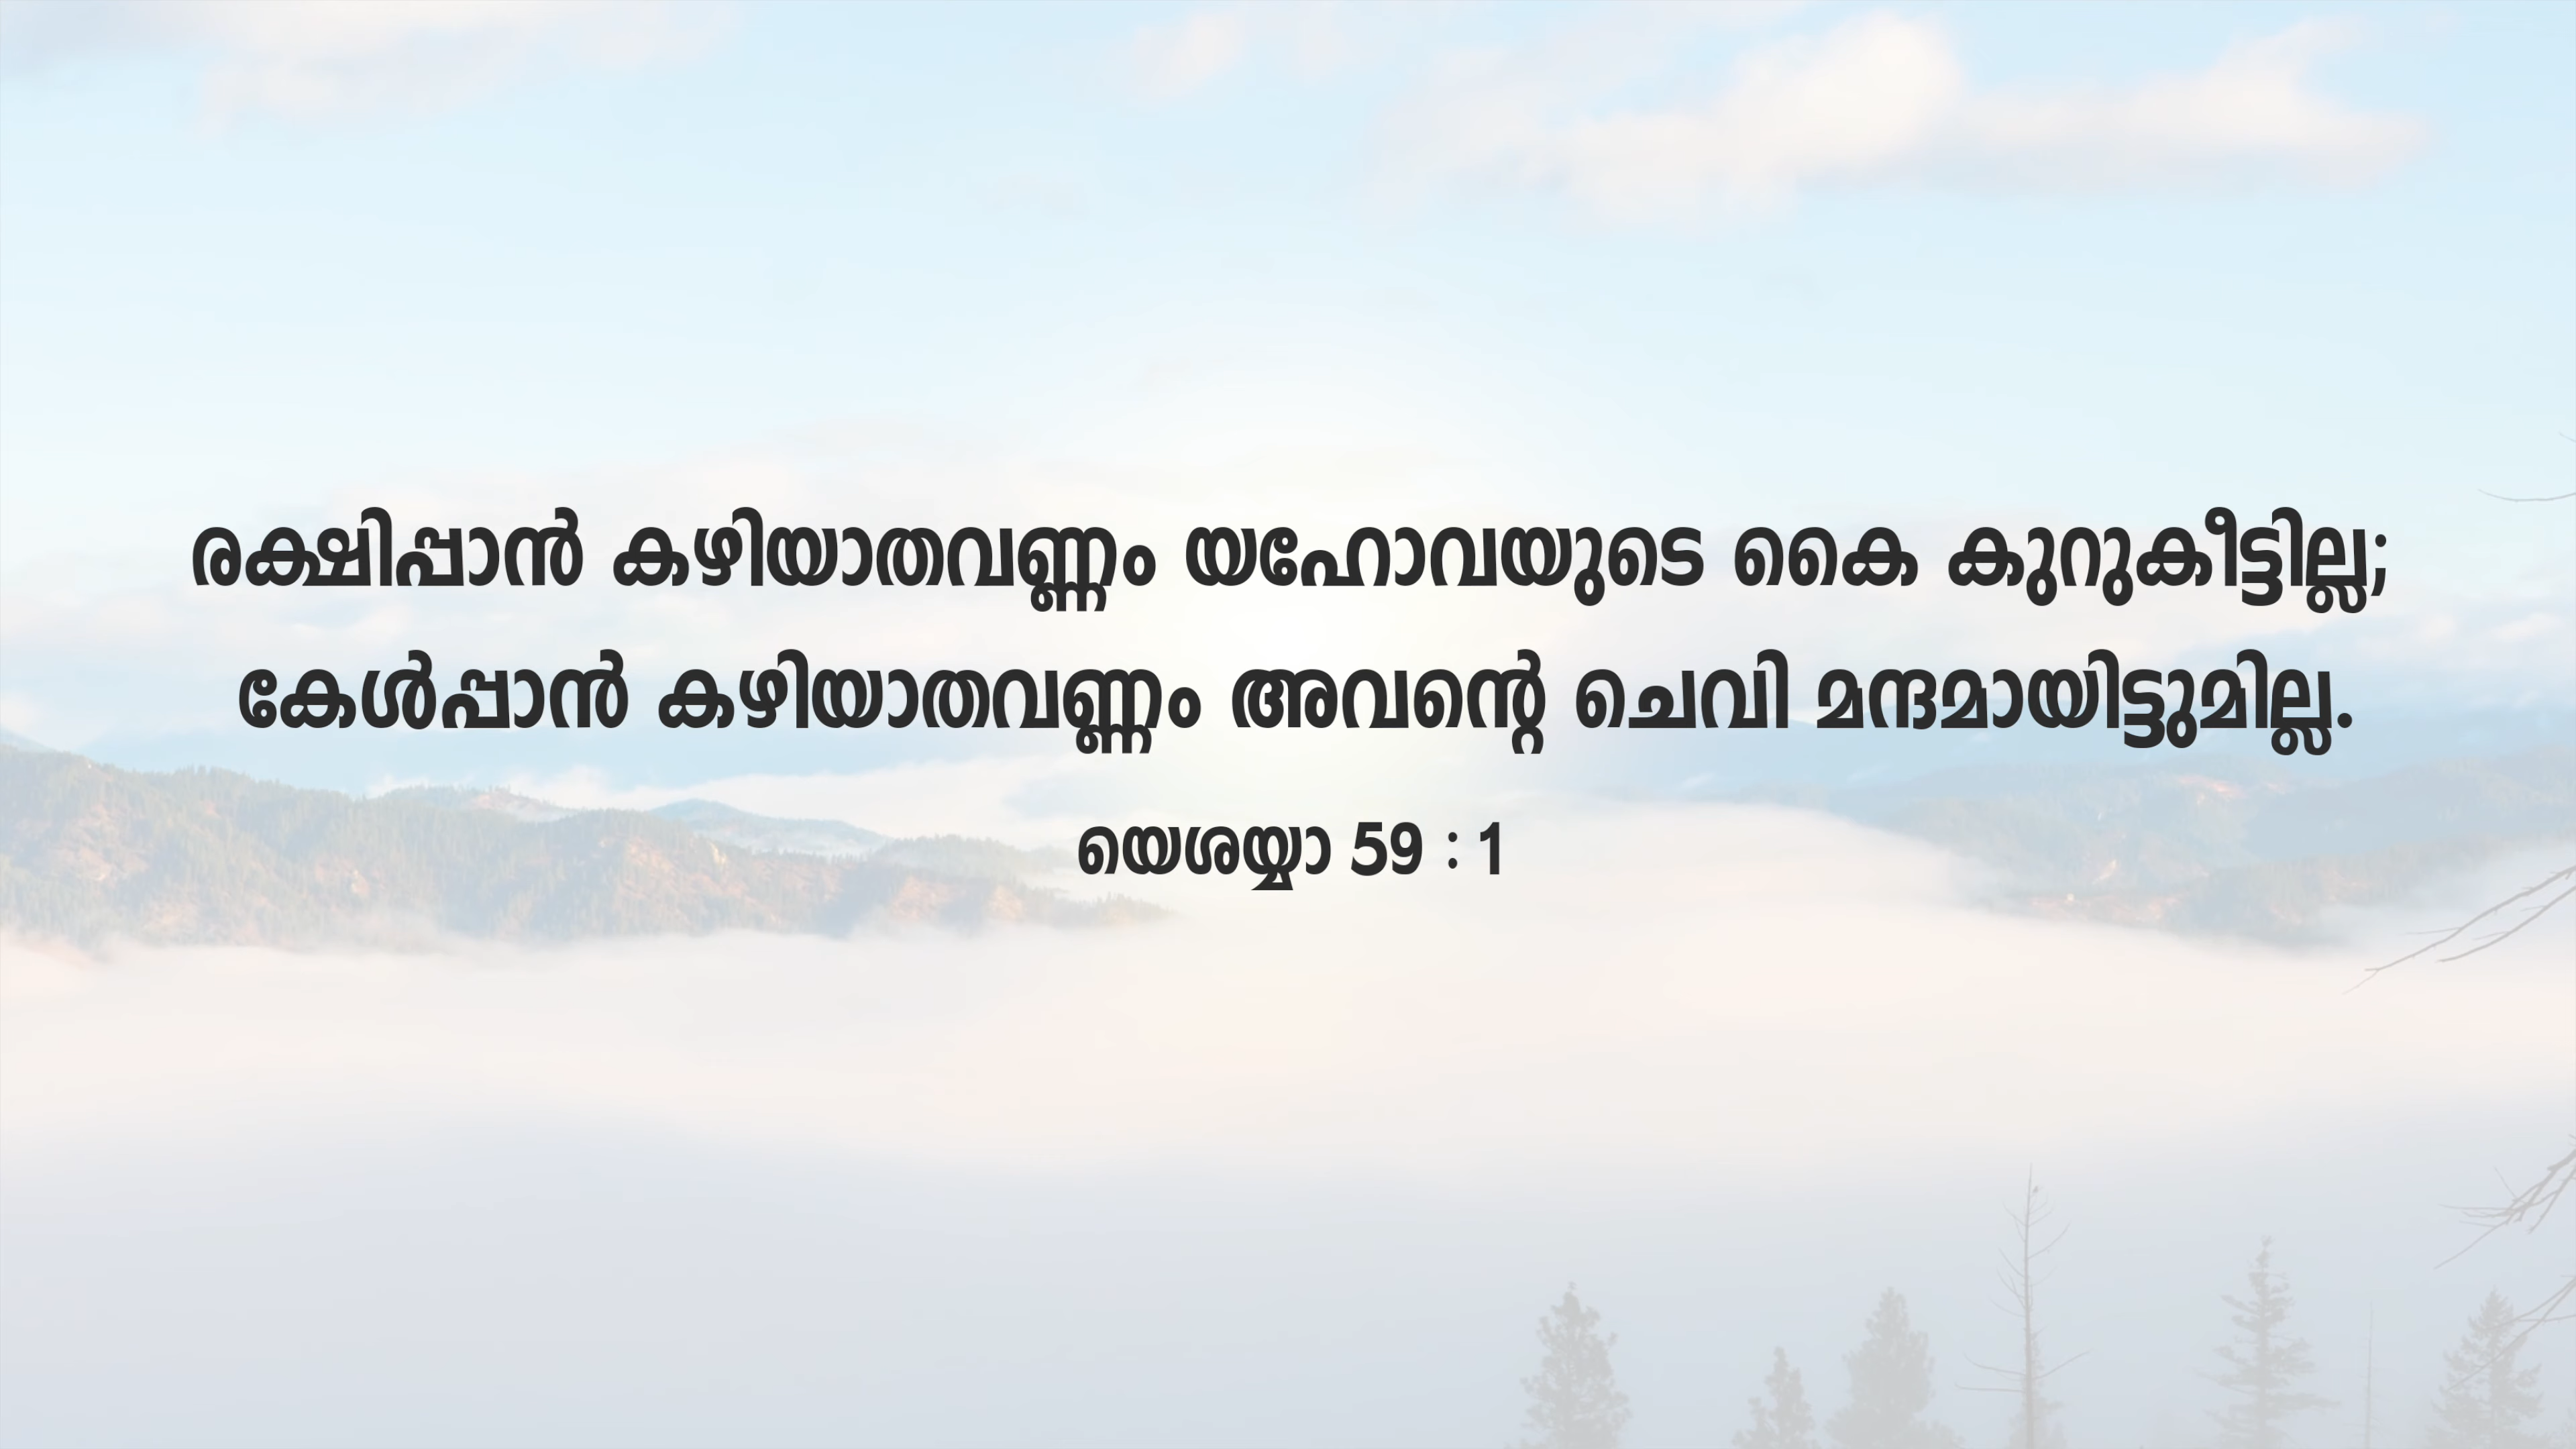 രക്ഷിപ്പാൻ കഴിയാതവണ്ണം യഹോവയുടെ കൈ കുറുകീട്ടില്ല;
കേൾപ്പാൻ കഴിയാതവണ്ണം അവന്റെ ചെവി മന്ദമായിട്ടുമില്ല.
യെശയ്യാ 59 : 1